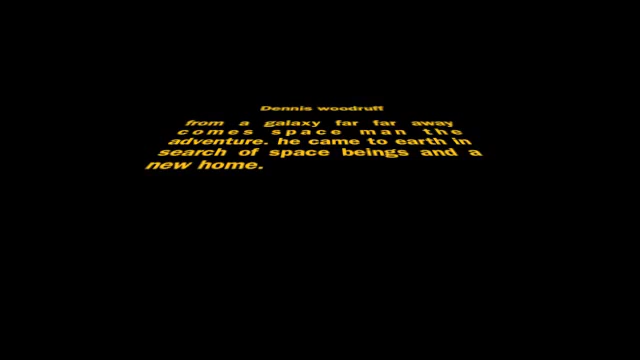 Dennis woodruff
from a galaxy far far away
comes space man the
adventure. he came to earth in
search of space beings and a
new home.